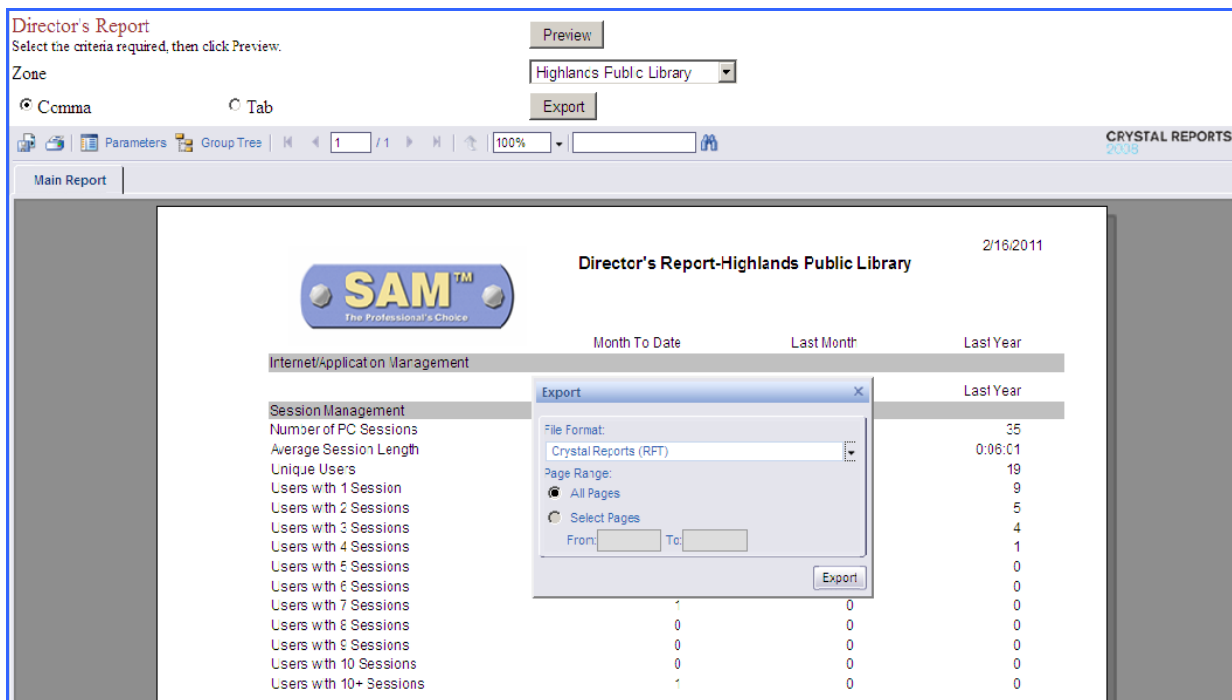 Director's Report
Preview
Select the criteria required, then click Preview.
Zone
Highlands Public Library
Comma
Tab
Export
Parameters
Group Tree
1
/ 1
100%
CRYSTAL REPORTS
2008
Main Report
2/16/2011
Director's Report-Highlands Public Library
SAM™
The Professional's Choice
Month To Date Last Month Last Year
Internet/Application Management
Last Year
Session Management
Number of PC Sessions 35
Average Session Length 0:06:01
Unique Users 19
Users with 1 Session 9
Users with 2 Sessions 5
Users with 3 Sessions 4
Users with 4 Sessions 1
Users with 5 Sessions 0
Users with 6 Sessions 0
Users with 7 Sessions 1 0 0
Users with 8 Sessions 0 0 0
Users with 9 Sessions 0 0 0
Users with 10 Sessions 0 0 0
Users with 10+ Sessions 1 0 0
Export
File Format:
Crystal Reports (RPT)
Page Range:
All Pages
Select Pages
From:
To:
Export